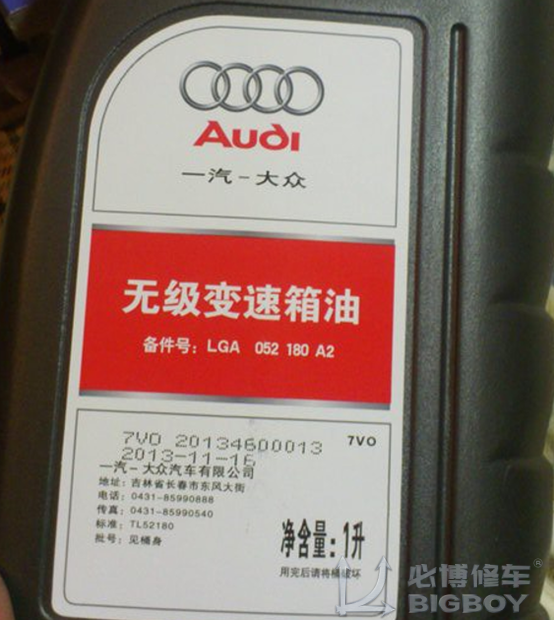 Audi
一汽-大众
无级变速箱油
备件号: LGA 052 180 A2
7VO 20134600013
7VO
2013-11-16
一汽-大众汽车有限公司
地址: 吉林省长春市东风大街
电话: 0431-85990888
传真: 0431-85990540
标准: TL52180
批号: 见桶身
净含量: 1升
用完后请将桶破坏
必博修车
BIGBOY